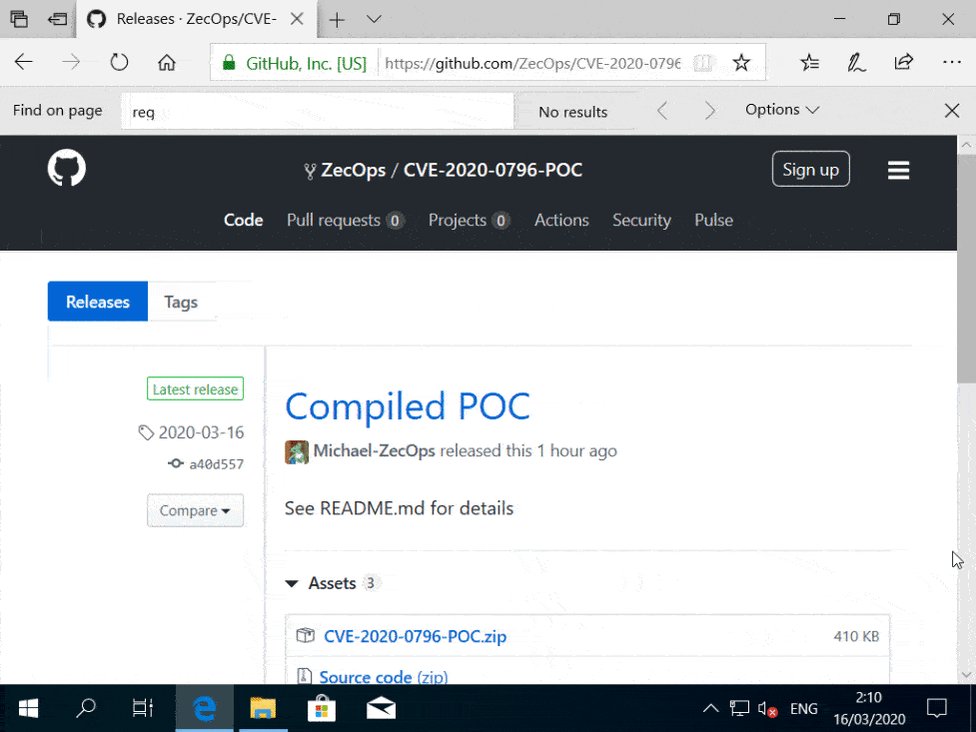 Releases · ZecOps/CVE-
GitHub, Inc. [US] https://github.com/ZecOps/CVE-2020-0796
Find on page req No results Options
ZecOps / CVE-2020-0796-POC Sign up
Code Pull requests 0 Projects 0 Actions Security Pulse
Releases Tags
Latest release
2020-03-16
a40d557
Compare
Compiled POC
Michael-ZecOps released this 1 hour ago
See README.md for details
Assets 3
CVE-2020-0796-POC.zip 410 KB
Source code (zip)
ENG 2:10
16/03/2020